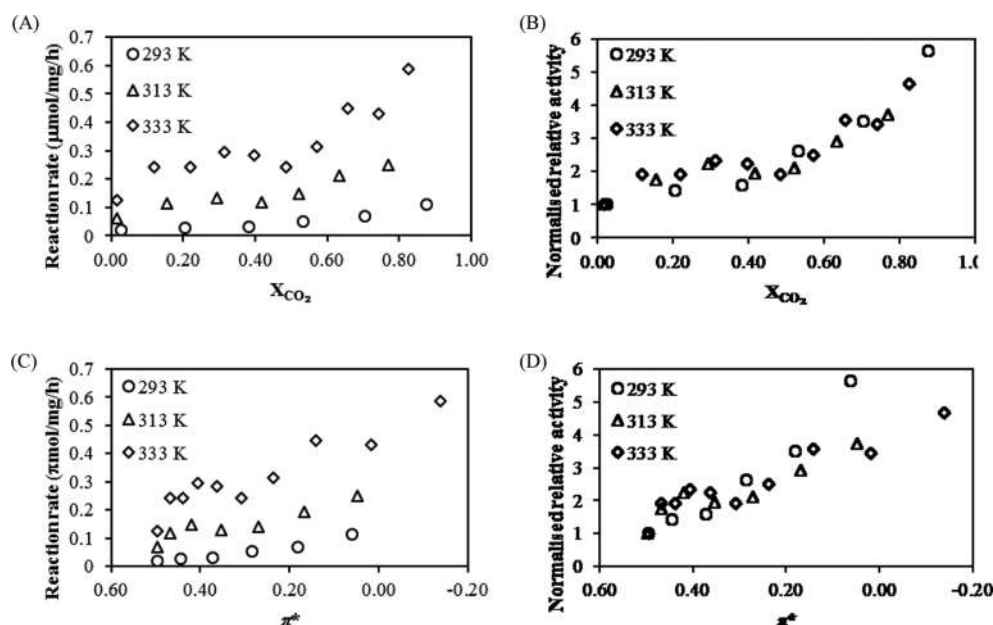 (A)
Reaction rate (μmol/mg/h)
0.7
0.6
0.5
0.4
0.3
0.2
0.1
0
293 K
313 K
333 K
0.00 0.20 0.40 0.60 0.80 1.00
X_CO₂
(B)
Normalised relative activity
6
5
4
3
2
1
0
293 K
313 K
333 K
0.00 0.20 0.40 0.60 0.80 1.0
X_CO₂
(C)
Reaction rate (πmol/mg/h)
0.7
0.6
0.5
0.4
0.3
0.2
0.1
0
293 K
313 K
333 K
0.60 0.40 0.20 0.00 -0.20
π*
(D)
Normalised relative activity
6
5
4
3
2
1
0
293 K
313 K
333 K
0.60 0.40 0.20 0.00 -0.20
π*